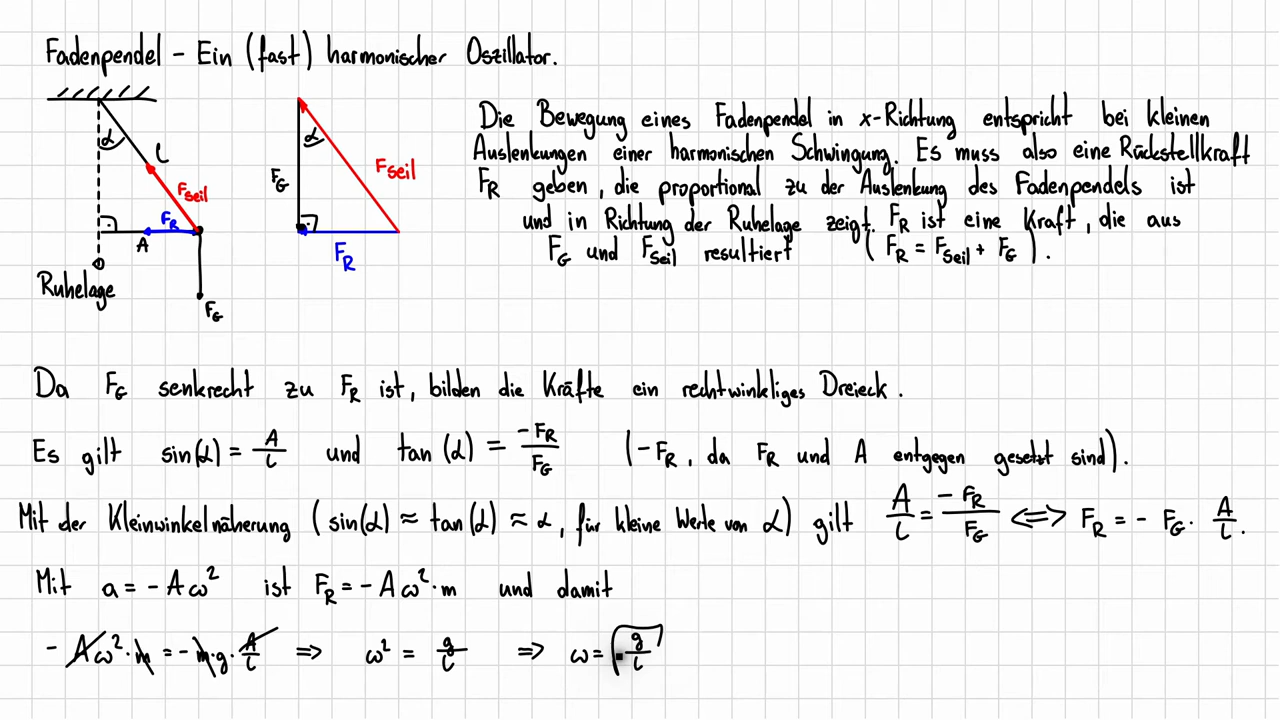 Fadenpendel - Ein (fast) harmonischer Oszillator.
α
l
F_Seil
F_R
A
Ruhelage
F_G
α
F_G
F_Seil
F_R
Die Bewegung eines Fadenpendel in x-Richtung entspricht bei kleinen
Auslenkungen einer harmonischen Schwingung. Es muss also eine Rückstellkraft
F_R geben, die proportional zu der Auslenkung des Fadenpendels ist
und in Richtung der Ruhelage zeigt. F_R ist eine Kraft, die aus
F_G und F_Seil resultiert (F_R = F_Seil + F_G).
Da F_G senkrecht zu F_R ist, bilden die Kräfte ein rechtwinkliges Dreieck.
Es gilt sin(α) = A/l und tan(α) = -F_R/F_G (-F_R, da F_R und A entgegen gesetzt sind).
Mit der Kleinwinkelnäherung (sin(α) ≈ tan(α) ≈ α, für kleine Werte von α) gilt A/l = -F_R/F_G <=> F_R = - F_G · A/l.
Mit a = -Aω² ist F_R = -Aω²·m und damit
-Aω²·m = -m·g·A/l => ω² = g/l => ω = √(g/l)